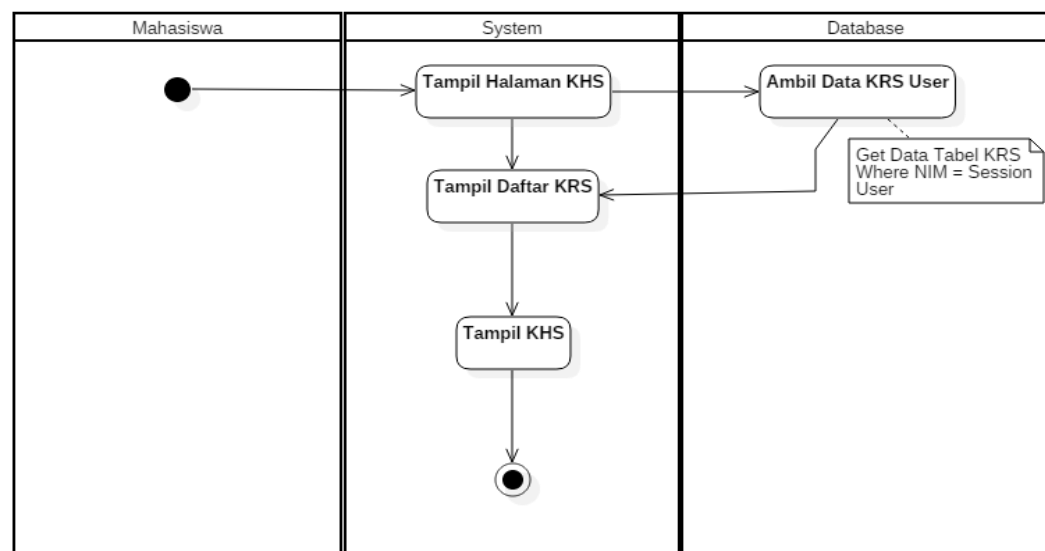 Mahasiswa
System
Database
Tampil Halaman KHS
Ambil Data KRS User
Get Data Tabel KRS
Where NIM = Session
User
Tampil Daftar KRS
Tampil KHS